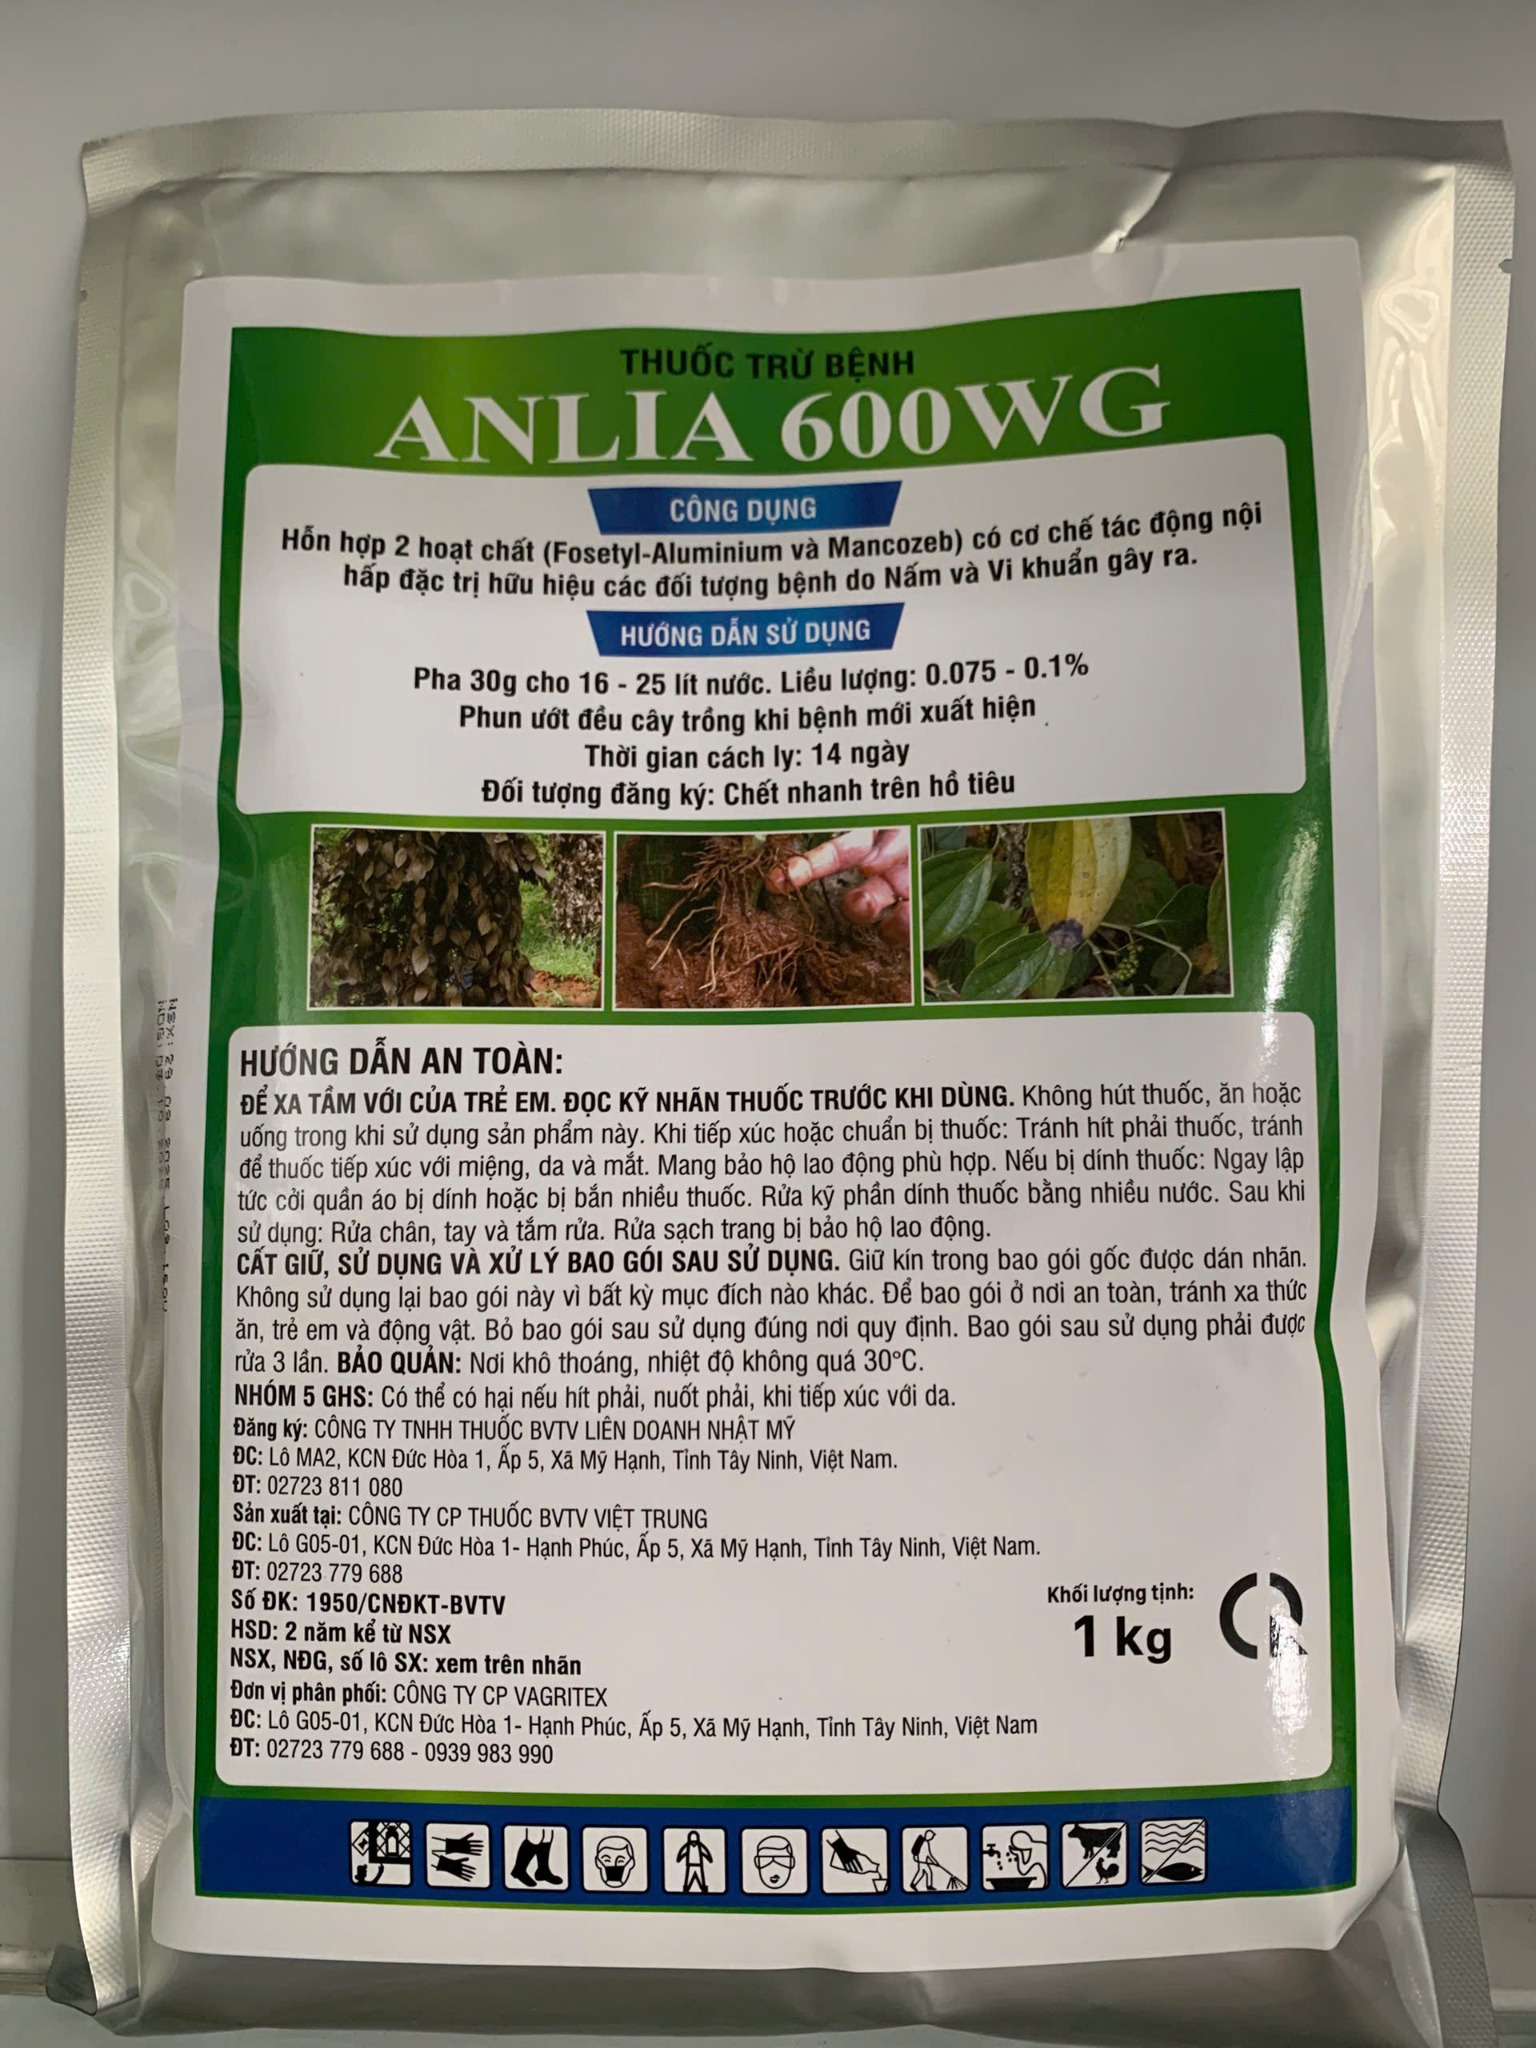 THUỐC TRỪ BỆNH
ANLIA 600WG
CÔNG DỤNG
Hỗn hợp 2 hoạt chất (Fosetyl-Aluminium và Mancozeb) có cơ chế tác động nội
hấp đặc trị hữu hiệu các đối tượng bệnh do Nấm và Vi khuẩn gây ra.
HƯỚNG DẪN SỬ DỤNG
Pha 30g cho 16 - 25 lít nước. Liều lượng: 0.075 - 0.1%
Phun ướt đều cây trồng khi bệnh mới xuất hiện
Thời gian cách ly: 14 ngày
Đối tượng đăng ký: Chết nhanh trên hồ tiêu
HƯỚNG DẪN AN TOÀN:
ĐỂ XA TẦM VỚI CỦA TRẺ EM. ĐỌC KỸ NHÃN THUỐC TRƯỚC KHI DÙNG. Không hút thuốc, ăn hoặc
uống trong khi sử dụng sản phẩm này. Khi tiếp xúc hoặc chuẩn bị thuốc: Tránh hít phải thuốc, tránh
để thuốc tiếp xúc với miệng, da và mắt. Mang bảo hộ lao động phù hợp. Nếu bị dính thuốc: Ngay lập
tức cởi quần áo bị dính hoặc bị bắn nhiều thuốc. Rửa kỹ phần dính thuốc bằng nhiều nước. Sau khi
sử dụng: Rửa chân, tay và tắm rửa. Rửa sạch trang bị bảo hộ lao động.
CẤT GIỮ, SỬ DỤNG VÀ XỬ LÝ BAO GÓI SAU SỬ DỤNG. Giữ kín trong bao gói gốc được dán nhãn.
Không sử dụng lại bao gói này vì bất kỳ mục đích nào khác. Để bao gói ở nơi an toàn, tránh xa thức
ăn, trẻ em và động vật. Bỏ bao gói sau sử dụng đúng nơi quy định. Bao gói sau sử dụng phải được
rửa 3 lần. BẢO QUẢN: Nơi khô thoáng, nhiệt độ không quá 30°C.
NHÓM 5 GHS: Có thể có hại nếu hít phải, nuốt phải, khi tiếp xúc với da.
Đăng ký: CÔNG TY TNHH THUỐC BVTV LIÊN DOANH NHẬT MỸ
ĐC: Lô MA2, KCN Đức Hòa 1, Ấp 5, Xã Mỹ Hạnh, Tỉnh Tây Ninh, Việt Nam.
ĐT: 02723 811 080
Sản xuất tại: CÔNG TY CP THUỐC BVTV VIỆT TRUNG
ĐC: Lô G05-01, KCN Đức Hòa 1- Hạnh Phúc, Ấp 5, Xã Mỹ Hạnh, Tỉnh Tây Ninh, Việt Nam.
ĐT: 02723 779 688
Số ĐK: 1950/CNĐKT-BVTV
HSD: 2 năm kể từ NSX
NSX, NĐG, số lô SX: xem trên nhãn
Khối lượng tịnh:
1 kg
Đơn vị phân phối: CÔNG TY CP VAGRITEX
ĐC: Lô G05-01, KCN Đức Hòa 1- Hạnh Phúc, Ấp 5, Xã Mỹ Hạnh, Tỉnh Tây Ninh, Việt Nam
ĐT: 02723 779 688 - 0939 983 990